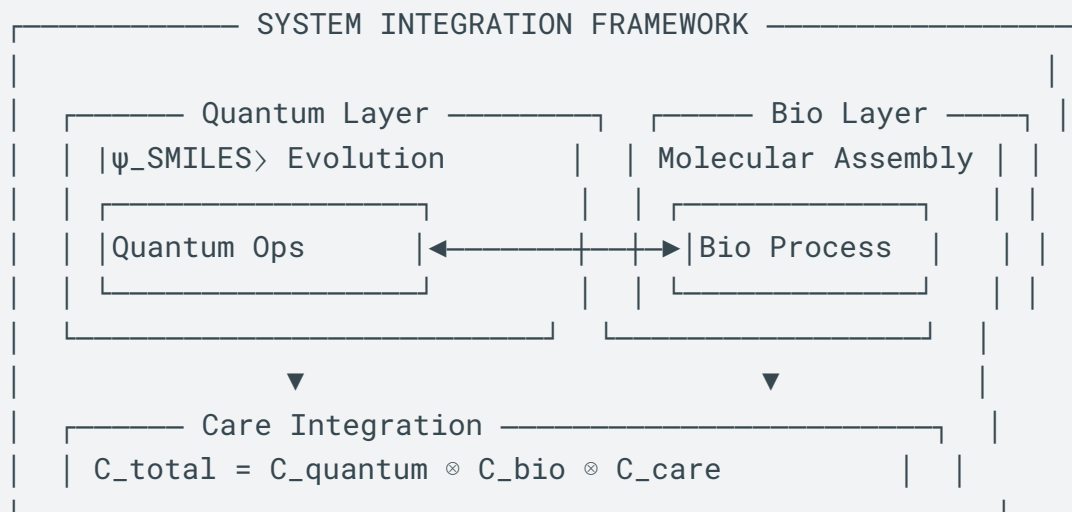 SYSTEM INTEGRATION FRAMEWORK
Quantum Layer Bio Layer
|ψ_SMILES⟩ Evolution Molecular Assembly
Quantum Ops Bio Process
Care Integration
C_total = C_quantum ⊗ C_bio ⊗ C_care